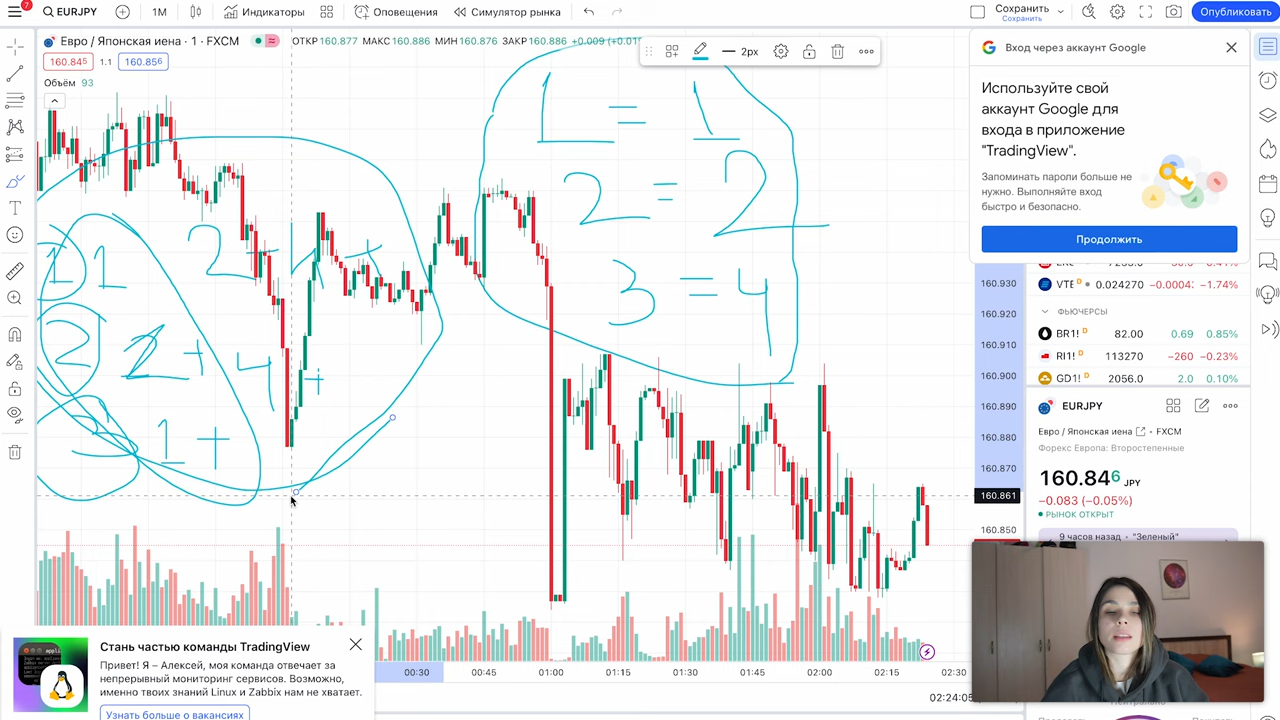 7
EURJPY
1М
Индикаторы
Оповещения
Симулятор рынка
Сохранить
Сохранить
Опубликовать
Евро / Японская иена · 1 · FXCM
ОТКР 160.877 МАКС 160.886 МИН 160.876 ЗАКР 160.886 +0.009
160.845 1.1 160.856
Объём 93
2px
Вход через аккаунт Google
Используйте свой
аккаунт Google для
входа в приложение
"TradingView".
Запоминать пароли больше не
нужно. Выполняйте вход
быстро и безопасно.
Продолжить
1 = 1
2 = 2
3 = 4
1 1 2 + 4 +
2 2 + 4 +
3 1 +
160.930
160.920
160.910
160.900
160.890
160.880
160.870
160.861
160.850
VTB D 0.024270 −1.74%
ФЬЮЧЕРСЫ
BR1! D 82.00 0.69 0.85%
RI1! D 113270 −260 −0.23%
GD1! D 2056.0 2.0 0.10%
EURJPY
Евро / Японская иена • FXCM
Форекс Европа: Второстепенные
160.846 JPY
−0.083 (−0.05%)
РЫНОК ОТКРЫТ
9 часов назад • "Зеленый"
Стань частью команды TradingView
Привет! Я – Алексей, моя команда отвечает за
непрерывный мониторинг сервисов. Возможно,
именно твоих знаний Linux и Zabbix нам не хватает.
Узнать больше о вакансиях
00:30 00:45 01:00 01:15 01:30 01:45 02:00 02:15 02:30
02:24:05